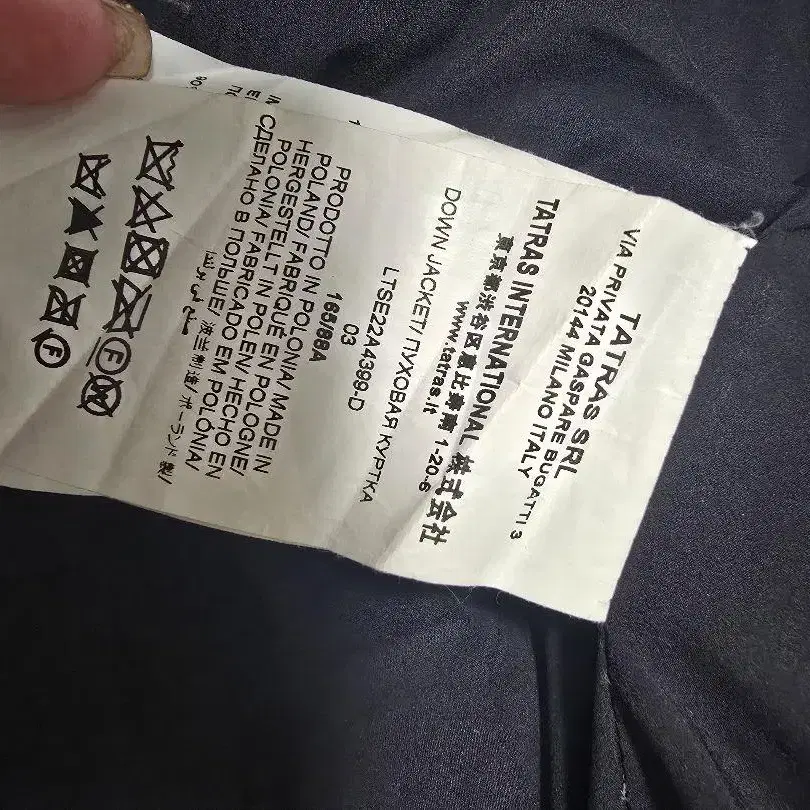 TATRAS SRL
VIA PRIVATA GASPARE BUGATTI 3
20144 MILANO ITALY
TATRAS INTERNATIONAL 株式会社
東京都渋谷区恵比寿南 1-20-6
www.tatras.it
DOWN JACKET/ ПУХОВАЯ КУРТКА
LTSE22A4399-D
03
165/88A
PRODOTTO IN POLONIA/ MADE IN
POLAND/ FABRIQUÉ EN POLOGNE/
HERGESTELLT IN POLEN/ HECHO EN
POLONIA/ FABRICADO EM POLÓNIA/
СДЕЛАНО В ПОЛЬШЕ/ 波兰制造 ポーランド製/